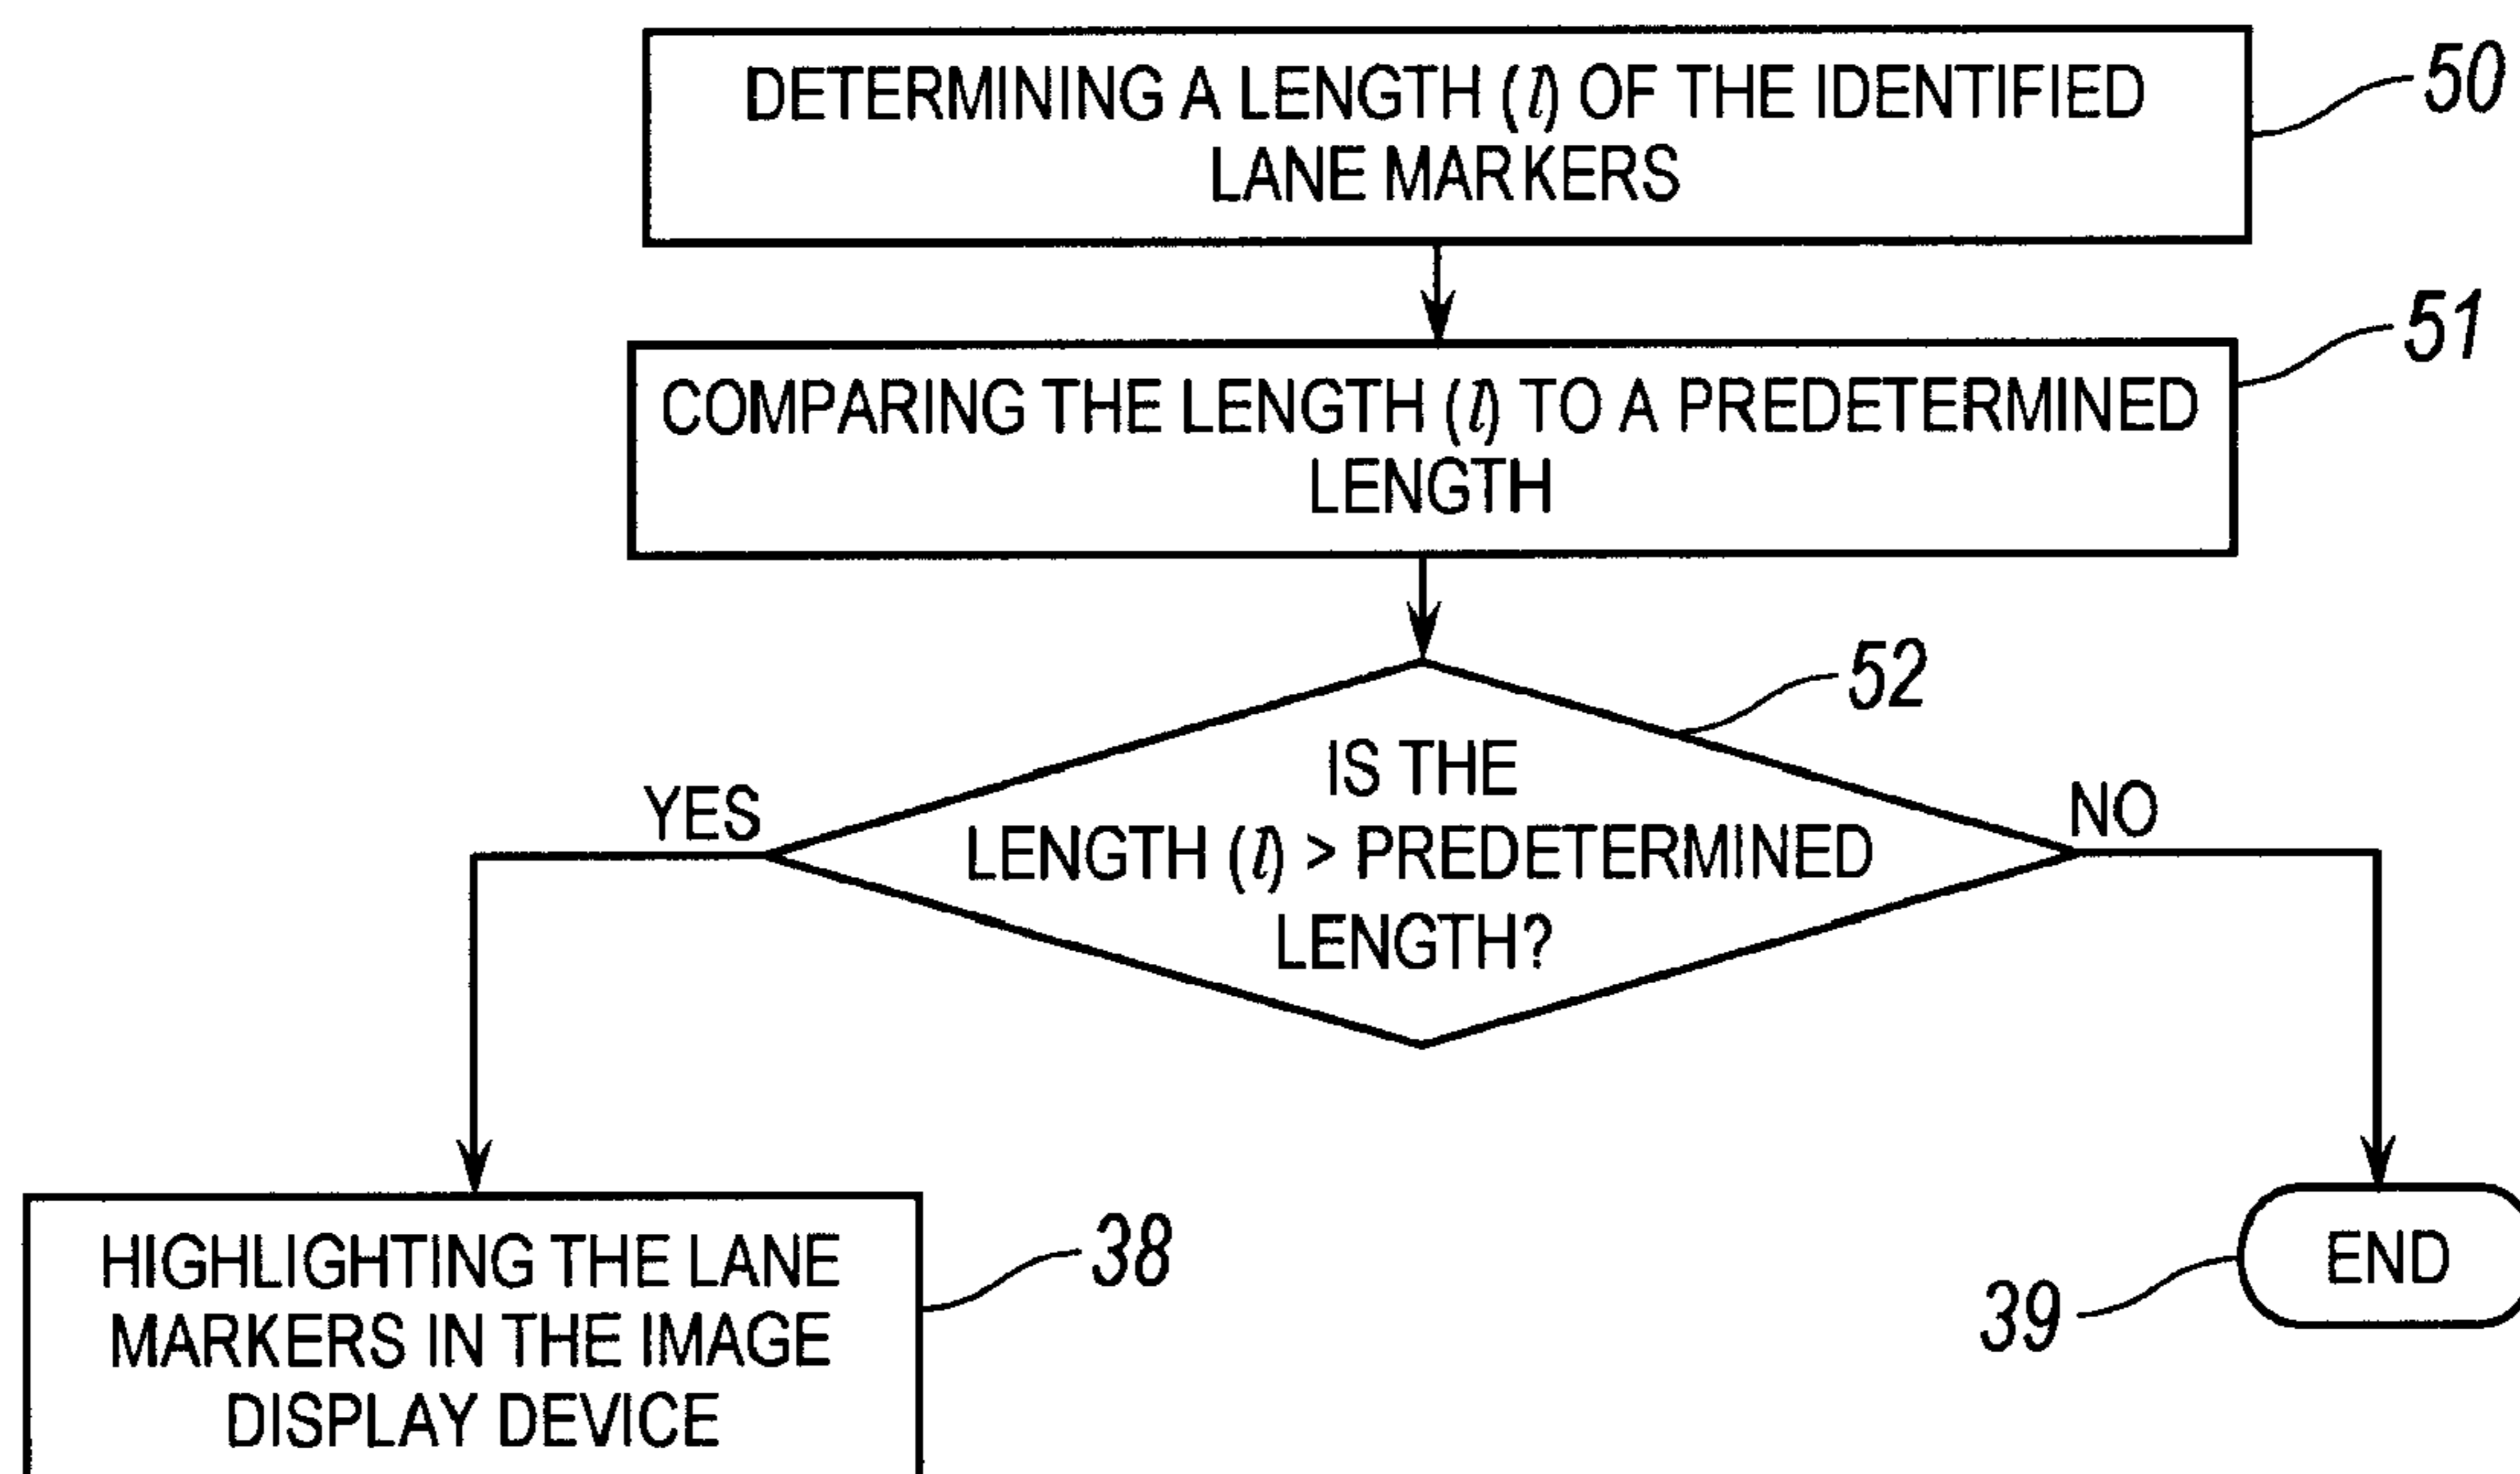 DETERMINING A LENGTH (l) OF THE IDENTIFIED
LANE MARKERS
50
COMPARING THE LENGTH (l) TO A PREDETERMINED
LENGTH
51
52
IS THE
LENGTH (l) > PREDETERMINED
LENGTH?
YES
NO
HIGHLIGHTING THE LANE
MARKERS IN THE IMAGE
DISPLAY DEVICE
38
END
39